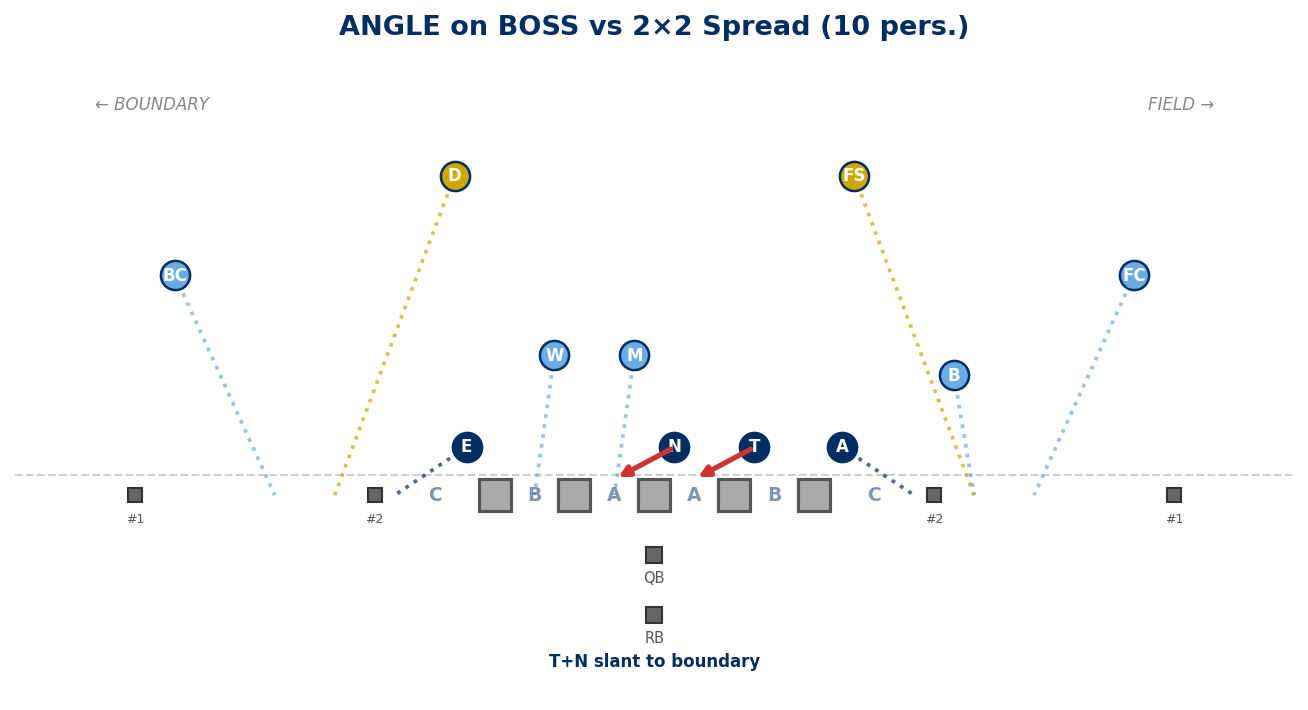 ANGLE on BOSS vs 2×2 Spread (10 pers.)
← BOUNDARY
FIELD →
D
FS
BC
FC
W
M
B
E
N
T
A
C
B
A
A
B
C
#1
#2
#2
#1
QB
RB
T+N slant to boundary